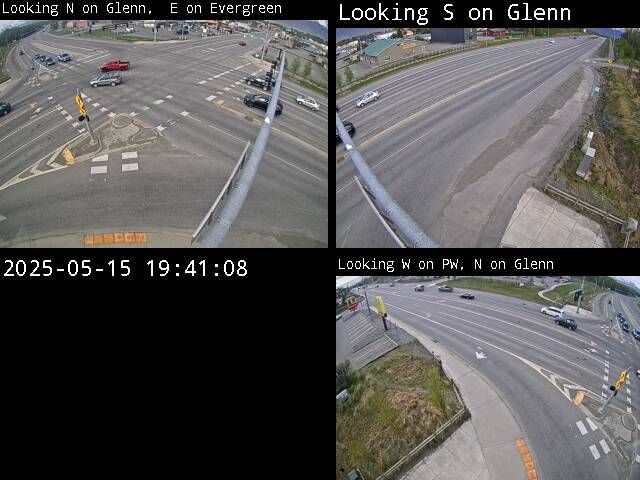 Looking N on Glenn, E on Evergreen
Looking S on Glenn
2025-05-15 19:41:08
Looking W on PW, N on Glenn